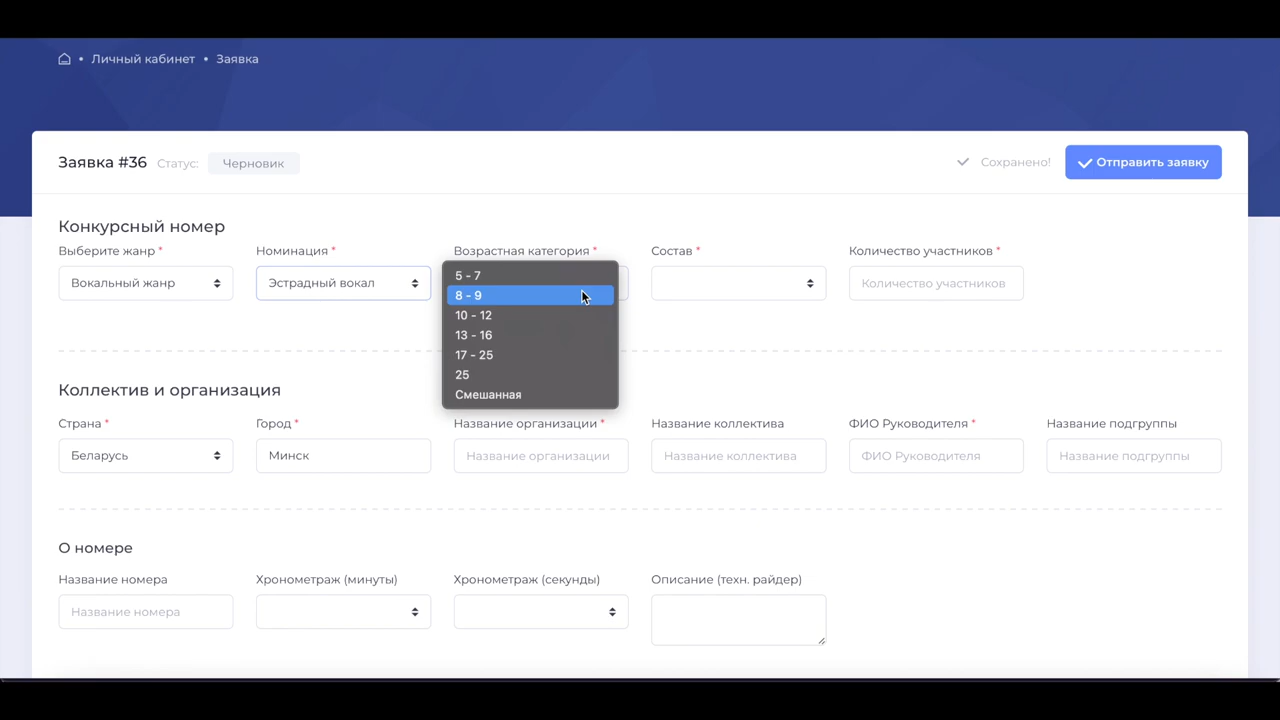 • Личный кабинет • Заявка
Заявка #36 Статус: Черновик Сохранено! Отправить заявку
Конкурсный номер
Выберите жанр * Номинация * Возрастная категория * Состав * Количество участников *
Вокальный жанр Эстрадный вокал Количество участников
5 - 7
8 - 9
10 - 12
13 - 16
17 - 25
25
Смешанная
Коллектив и организация
Страна * Город * Название организации * Название коллектива ФИО Руководителя * Название подгруппы
Беларусь Минск Название организации Название коллектива ФИО Руководителя Название подгруппы
О номере
Название номера Хронометраж (минуты) Хронометраж (секунды) Описание (техн. райдер)
Название номера